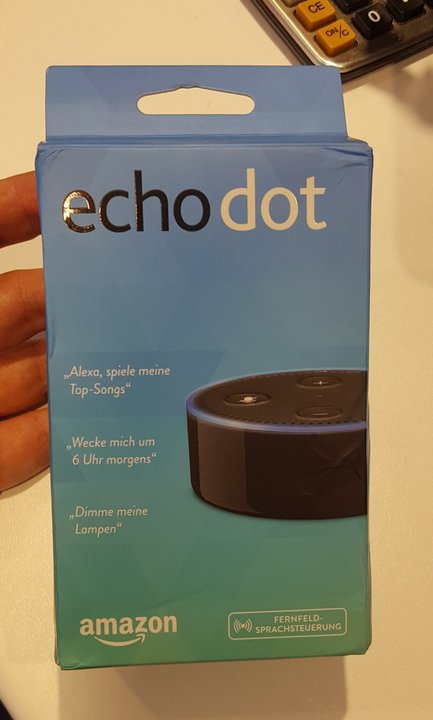 CE
ON/C
0
echo dot
„Alexa, spiele meine
Top-Songs“
„Wecke mich um
6 Uhr morgens“
„Dimme meine
Lampen“
amazon
FERNFELD-
SPRACHSTEUERUNG